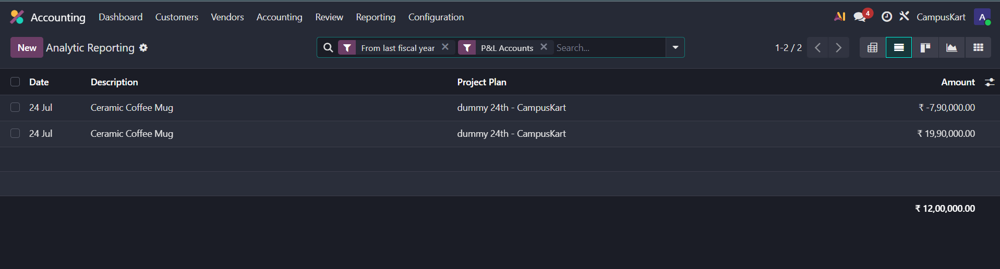 Accounting Dashboard Customers Vendors Accounting Review Reporting Configuration AI 4 CampusKart A
New Analytic Reporting From last fiscal year P&L Accounts Search... 1-2 / 2
Date Description Project Plan Amount
24 Jul Ceramic Coffee Mug dummy 24th - CampusKart ₹ -7,90,000.00
24 Jul Ceramic Coffee Mug dummy 24th - CampusKart ₹ 19,90,000.00
₹ 12,00,000.00